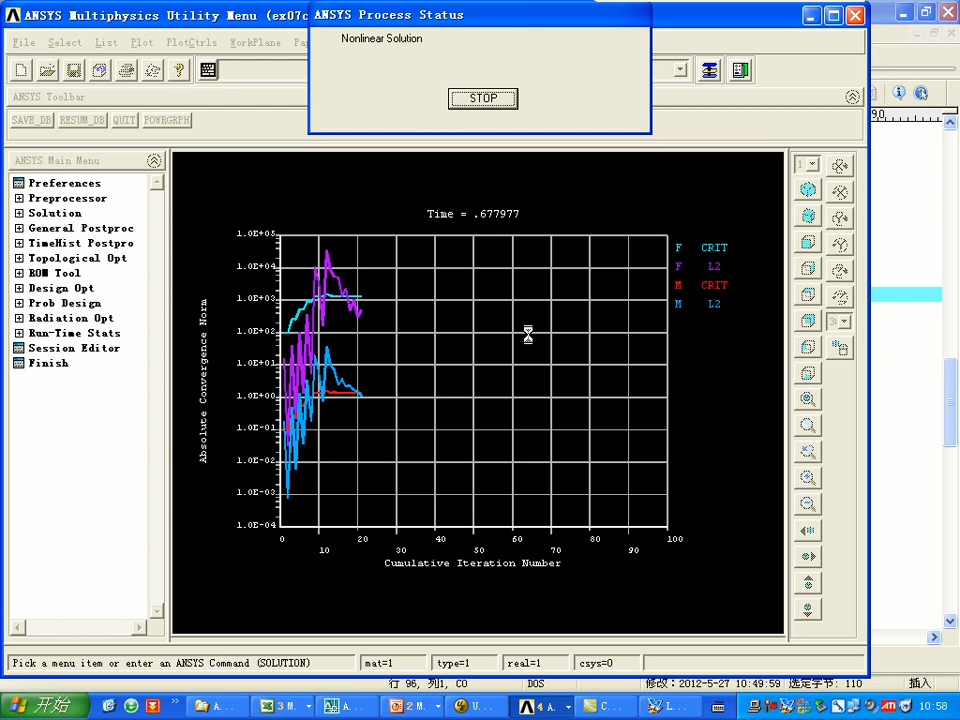 ANSYS Multiphysics Utility Menu (ex07c
ANSYS Process Status
Nonlinear Solution
STOP
File Select List Plot PlotCtrls WorkPlane Pa
ANSYS Toolbar
SAVE_DB RESUM_DB QUIT POWRGRPH
90
ANSYS Main Menu
Preferences
Preprocessor
Solution
General Postproc
TimeHist Postpro
Topological Opt
ROM Tool
Design Opt
Prob Design
Radiation Opt
Run-Time Stats
Session Editor
Finish
1
Time = .677977
1.0E+05
1.0E+04
1.0E+03
1.0E+02
1.0E+01
1.0E+00
1.0E-01
1.0E-02
1.0E-03
1.0E-04
Absolute Convergence Norm
F CRIT
F L2
M CRIT
M L2
0 20 40 60 80 100
10 30 50 70 90
Cumulative Iteration Number
Pick a menu item or enter an ANSYS Command (SOLUTION)
mat=1
type=1
real=1
csys=0
行 96, 列1, C0
DOS
修改: 2012-5-27 10:49:59
选定字节: 110
插入
开始
A...
3 M.
A...
2 M.
U...
4 A.
C...
L...
10:58